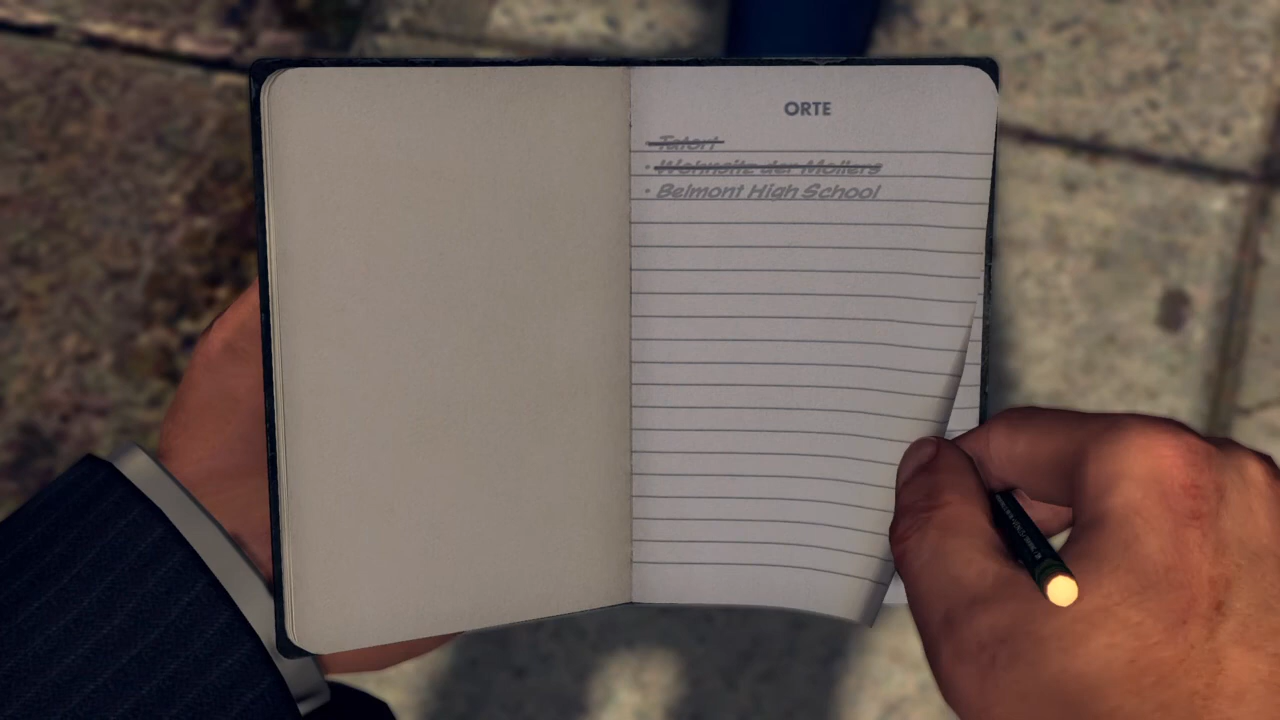 ORTE
- Tatort
- Wohnsitz der Mollers
- Belmont High School